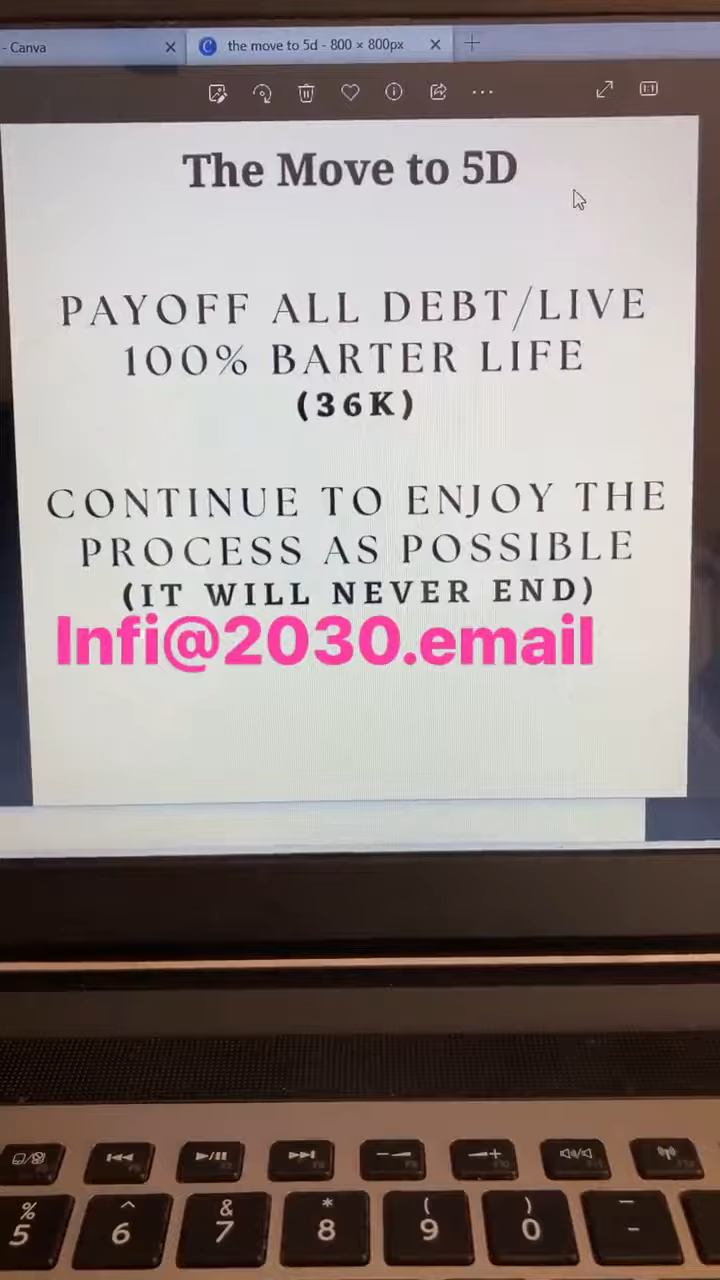 - Canva
the move to 5d - 800 × 800px
1:1
The Move to 5D
PAYOFF ALL DEBT/LIVE
100% BARTER LIFE
(36K)
CONTINUE TO ENJOY THE
PROCESS AS POSSIBLE
(IT WILL NEVER END)
Infi@2030.email
% ^ & * ( ) _
5 6 7 8 9 0 -